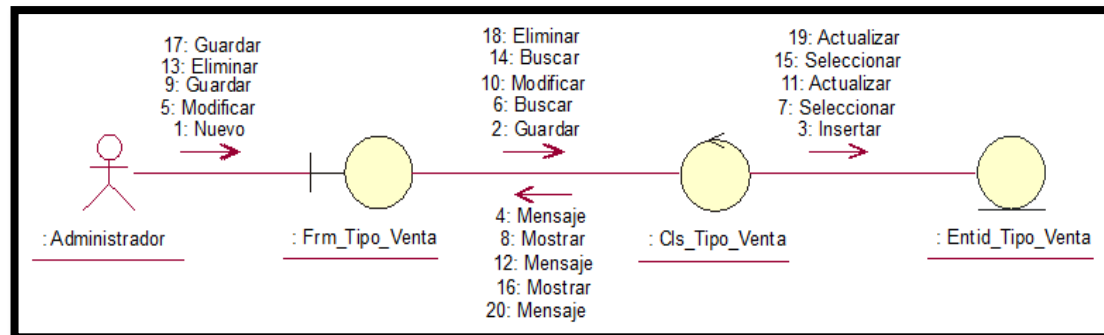 17: Guardar
13: Eliminar
9: Guardar
5: Modificar
1: Nuevo
18: Eliminar
14: Buscar
10: Modificar
6: Buscar
2: Guardar
19: Actualizar
15: Seleccionar
11: Actualizar
7: Seleccionar
3: Insertar
4: Mensaje
8: Mostrar
12: Mensaje
16: Mostrar
20: Mensaje
: Administrador
: Frm_Tipo_Venta
: Cls_Tipo_Venta
: Entid_Tipo_Venta